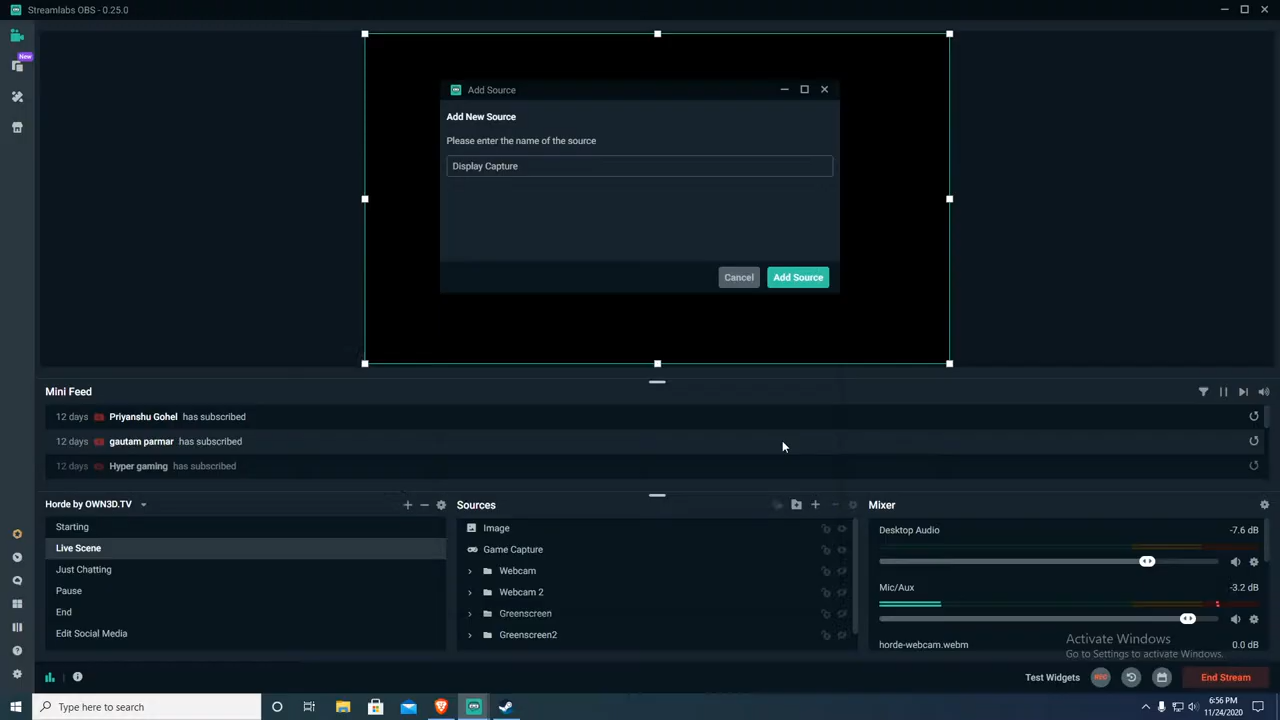 Streamlabs OBS - 0.25.0
New
Add Source
Add New Source
Please enter the name of the source
Display Capture
Cancel
Add Source
Mini Feed
12 days Priyanshu Gohel has subscribed
12 days gautam parmar has subscribed
12 days Hyper gaming has subscribed
Horde by OWN3D.TV
Starting
Live Scene
Just Chatting
Pause
End
Edit Social Media
Sources
Image
Game Capture
Webcam
Webcam 2
Greenscreen
Greenscreen2
Mixer
Desktop Audio -7.6 dB
Mic/Aux -3.2 dB
horde-webcam.webm 0.0 dB
Activate Windows
Go to Settings to activate Windows.
Test Widgets
REC
End Stream
Type here to search
6:56 PM
11/24/2020